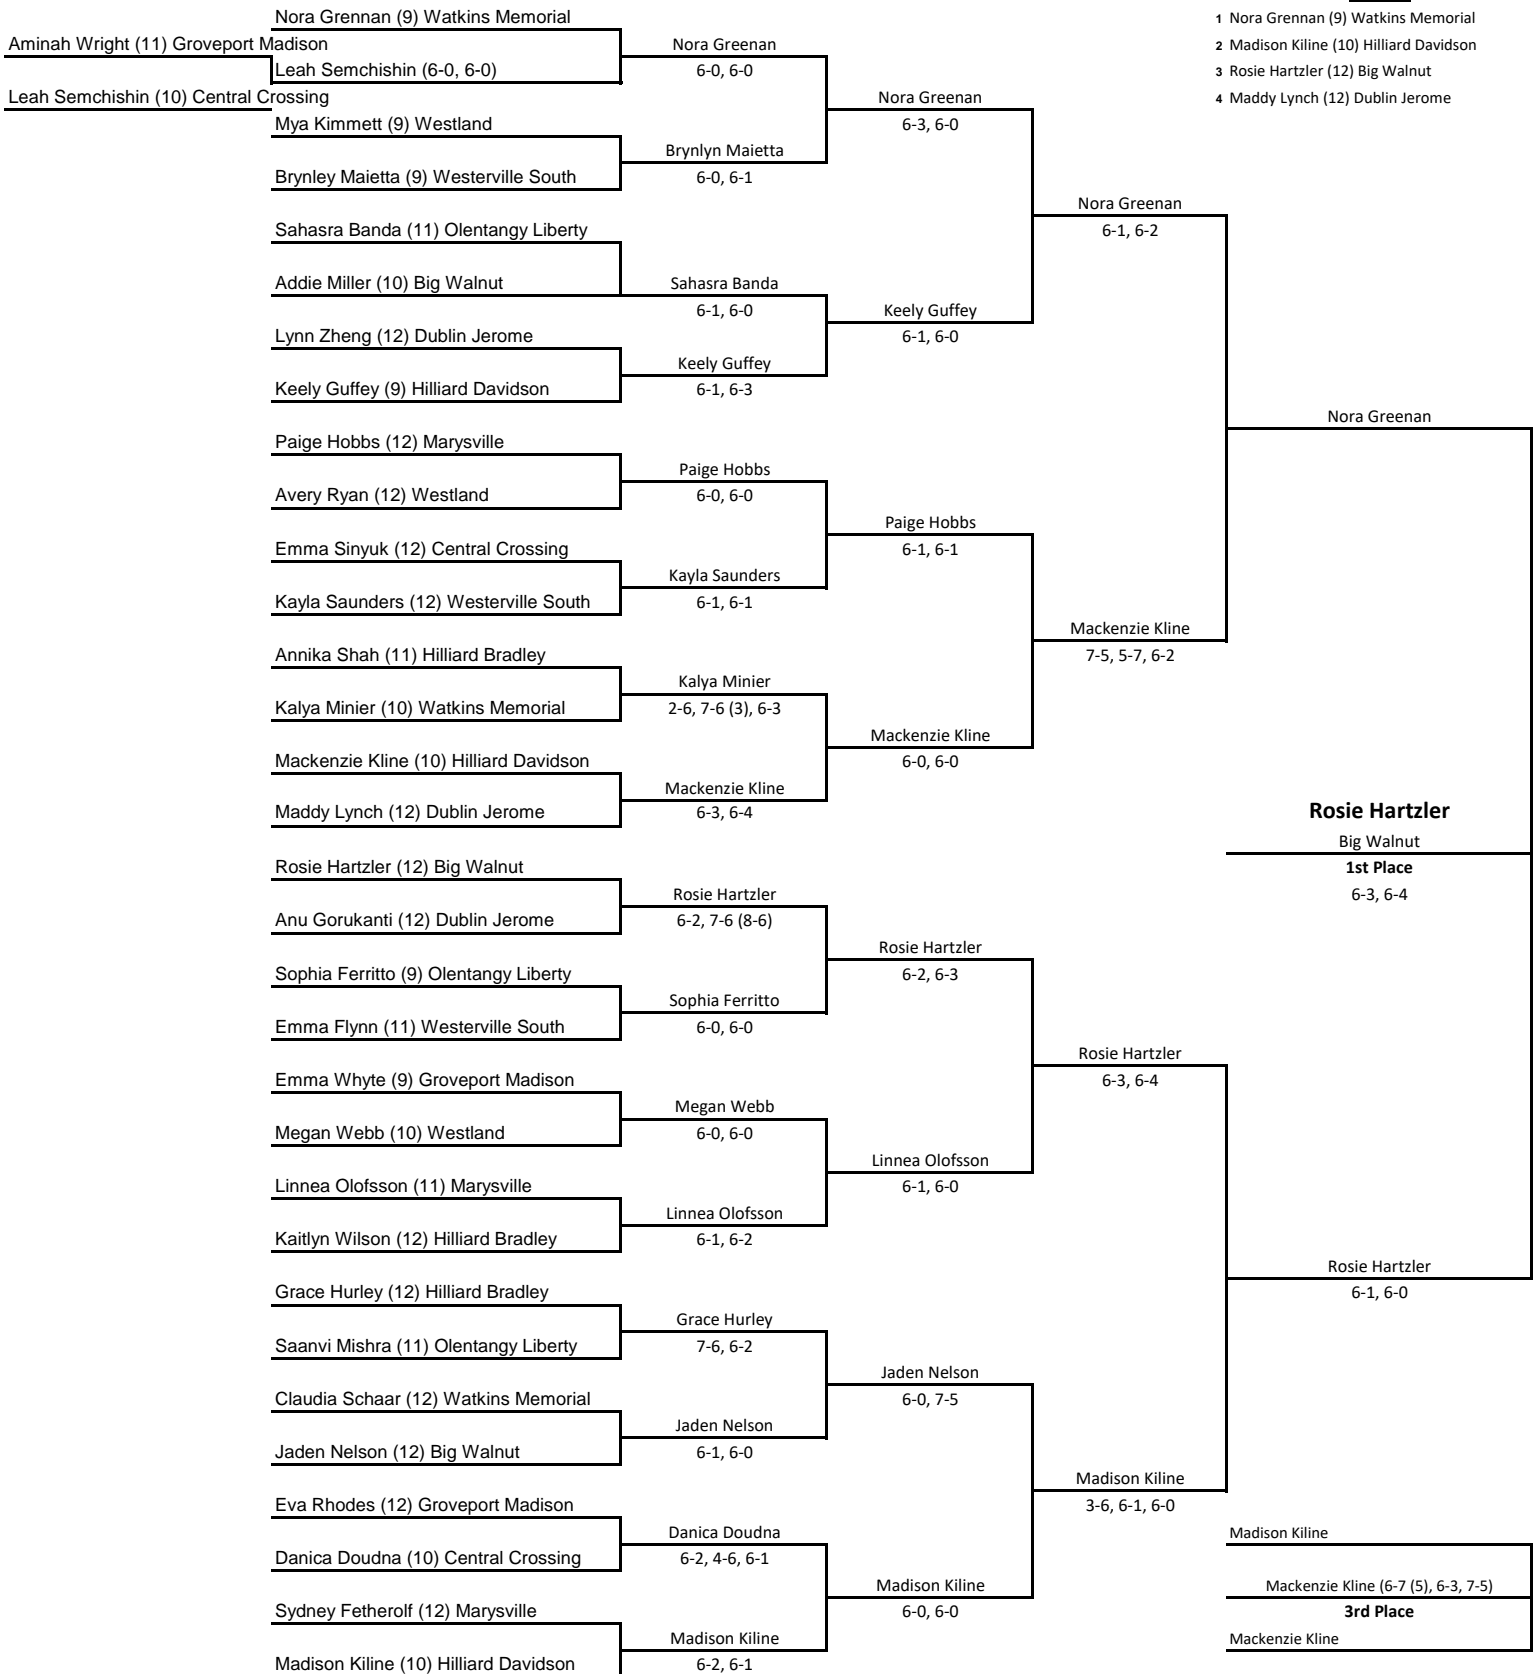 Nora Grennan (9) Watkins Memorial
Aminah Wright (11) Groveport Madison
Leah Semchishin (6-0, 6-0)
Leah Semchishin (10) Central Crossing
Mya Kimmett (9) Westland
Brynley Maietta (9) Westerville South
Sahasra Banda (11) Olentangy Liberty
Addie Miller (10) Big Walnut
Lynn Zheng (12) Dublin Jerome
Keely Guffey (9) Hilliard Davidson
Paige Hobbs (12) Marysville
Avery Ryan (12) Westland
Emma Sinyuk (12) Central Crossing
Kayla Saunders (12) Westerville South
Annika Shah (11) Hilliard Bradley
Kalya Minier (10) Watkins Memorial
Mackenzie Kline (10) Hilliard Davidson
Maddy Lynch (12) Dublin Jerome
Rosie Hartzler (12) Big Walnut
Anu Gorukanti (12) Dublin Jerome
Sophia Ferritto (9) Olentangy Liberty
Emma Flynn (11) Westerville South
Emma Whyte (9) Groveport Madison
Megan Webb (10) Westland
Linnea Olofsson (11) Marysville
Kaitlyn Wilson (12) Hilliard Bradley
Grace Hurley (12) Hilliard Bradley
Saanvi Mishra (11) Olentangy Liberty
Claudia Schaar (12) Watkins Memorial
Jaden Nelson (12) Big Walnut
Eva Rhodes (12) Groveport Madison
Danica Doudna (10) Central Crossing
Sydney Fetherolf (12) Marysville
Madison Kiline (10) Hilliard Davidson
Nora Greenan
6-0, 6-0
Brynlyn Maietta
6-0, 6-1
Sahasra Banda
6-1, 6-0
Keely Guffey
6-1, 6-3
Paige Hobbs
6-0, 6-0
Kayla Saunders
6-1, 6-1
Kalya Minier
2-6, 7-6 (3), 6-3
Mackenzie Kline
6-3, 6-4
Rosie Hartzler
6-2, 7-6 (8-6)
Sophia Ferritto
6-0, 6-0
Megan Webb
6-0, 6-0
Linnea Olofsson
6-1, 6-2
Grace Hurley
7-6, 6-2
Jaden Nelson
6-1, 6-0
Danica Doudna
6-2, 4-6, 6-1
Madison Kiline
6-2, 6-1
Nora Greenan
6-3, 6-0
Keely Guffey
6-1, 6-0
Paige Hobbs
6-1, 6-1
Mackenzie Kline
6-0, 6-0
Rosie Hartzler
6-2, 6-3
Linnea Olofsson
6-1, 6-0
Jaden Nelson
6-0, 7-5
Madison Kiline
6-0, 6-0
Nora Greenan
6-1, 6-2
Mackenzie Kline
7-5, 5-7, 6-2
Rosie Hartzler
6-3, 6-4
Madison Kiline
3-6, 6-1, 6-0
1 Nora Grennan (9) Watkins Memorial
2 Madison Kiline (10) Hilliard Davidson
3 Rosie Hartzler (12) Big Walnut
4 Maddy Lynch (12) Dublin Jerome
Nora Greenan
Rosie Hartzler
Big Walnut
1st Place
6-3, 6-4
Rosie Hartzler
6-1, 6-0
Madison Kiline
Mackenzie Kline (6-7 (5), 6-3, 7-5)
3rd Place
Mackenzie Kline